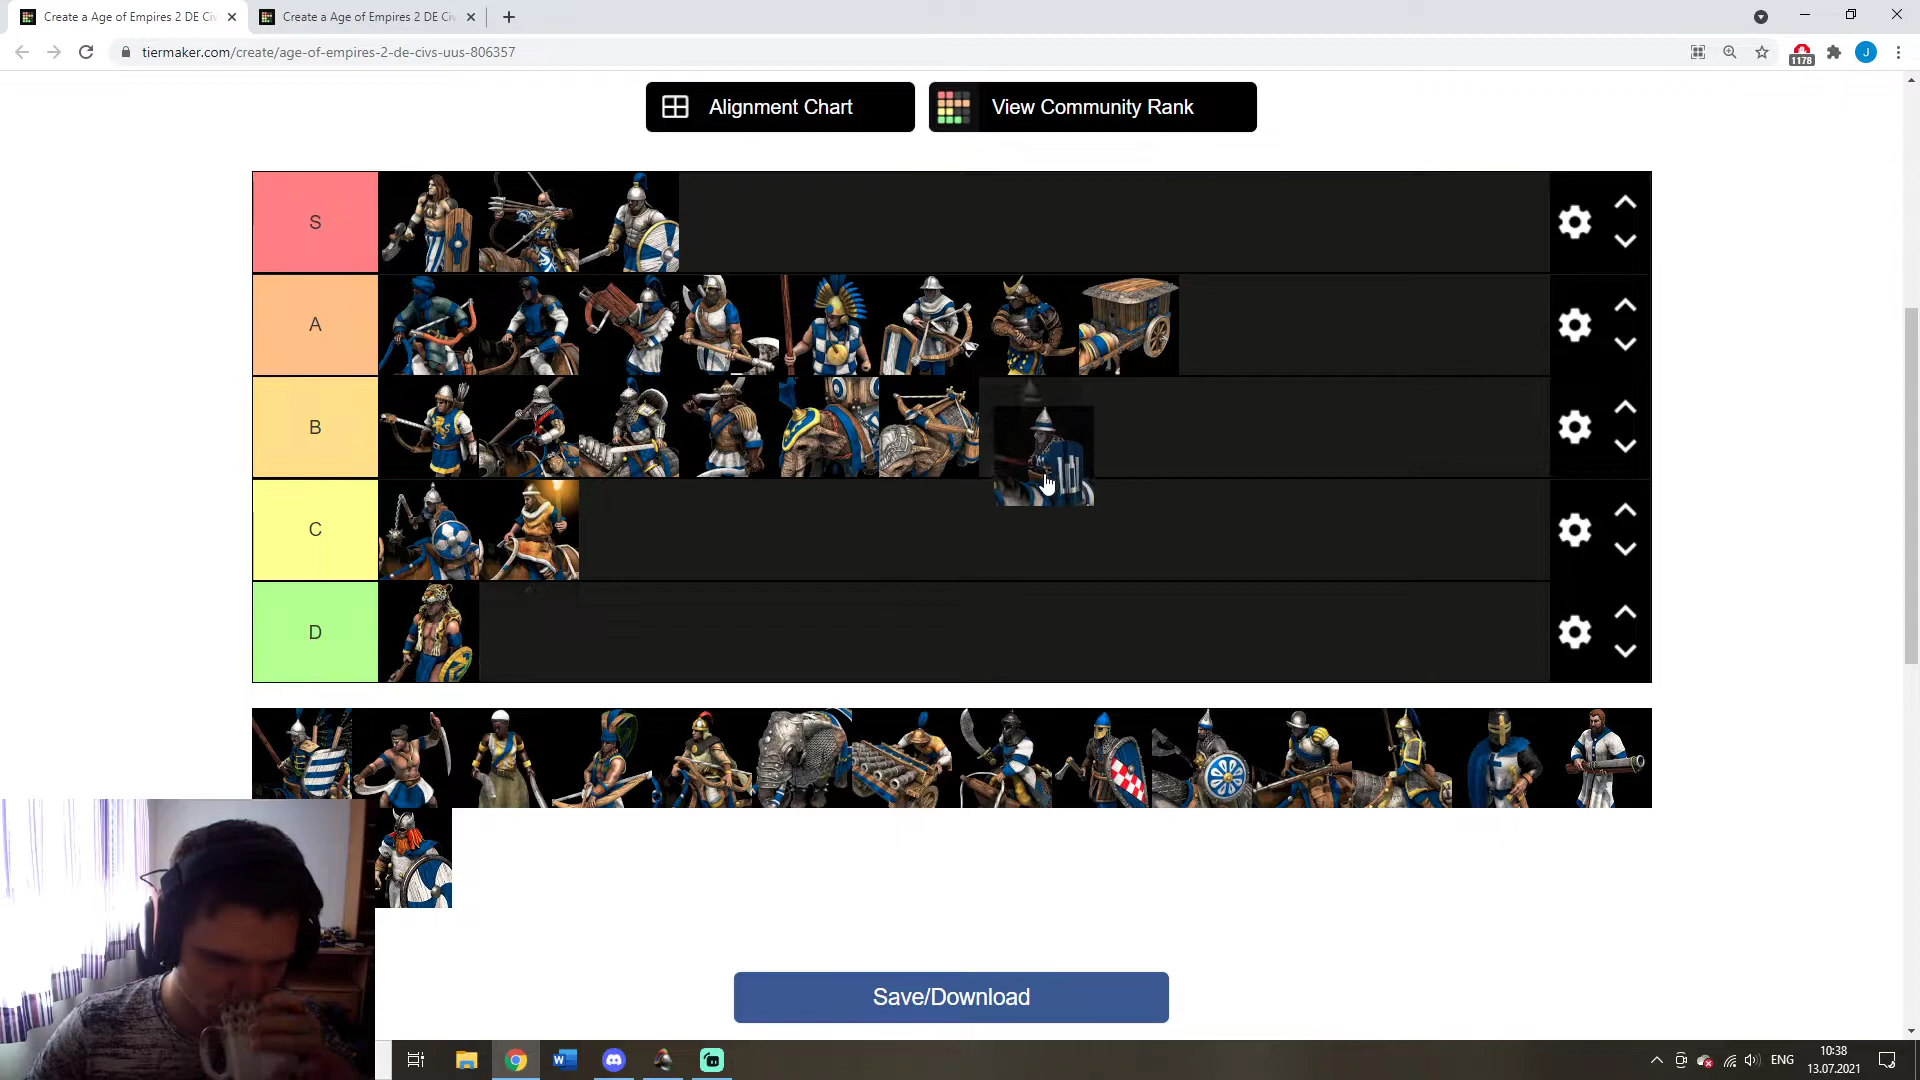 Create a Age of Empires 2 DE Civ
Create a Age of Empires 2 DE Civ
tiermaker.com/create/age-of-empires-2-de-civs-uus-806357
1178
J
Alignment Chart
View Community Rank
S
A
B
C
D
Save/Download
ENG
10:38
13.07.2021